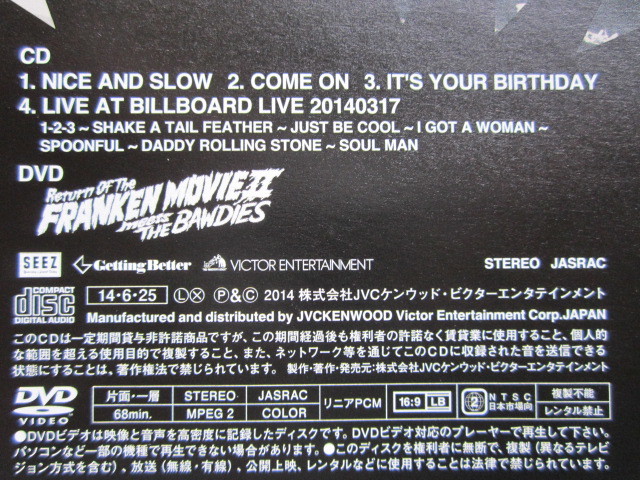 CD
1. NICE AND SLOW 2. COME ON 3. IT'S YOUR BIRTHDAY
4. LIVE AT BILLBOARD LIVE 20140317
1-2-3～SHAKE A TAIL FEATHER～JUST BE COOL～I GOT A WOMAN～
SPOONFUL～DADDY ROLLING STONE～SOUL MAN
DVD
Return Of The
FRANKEN MOVIE II
meets
THE BAWDIES
SEEZ Getting Better VICTOR ENTERTAINMENT STEREO JASRAC
COMPACT disc DIGITAL AUDIO 14・6・25 Ⓛ Ⓧ Ⓟ&Ⓒ 2014 株式会社JVCケンウッド・ビクターエンタテインメント
Manufactured and distributed by JVCKENWOOD Victor Entertainment Corp. JAPAN
このCDは一定期間貸与非許諾商品ですが、この期間経過後も権利者の許諾なく賃貸業に使用すること、個人的
な範囲を超える使用目的で複製すること、また、ネットワーク等を通じてこのCDに収録された音を送信できる
状態にすることは、著作権法で禁じられています。 製作・著作・発売元:株式会社JVCケンウッド・ビクターエンタテインメント
DVD VIDEO
片面・一層 STEREO JASRAC リニアPCM 16:9 LB 2 NTSC 日本市場向 複製不能
68min. MPEG 2 COLOR レンタル禁止
●DVDビデオは映像と音声を高密度に記録したディスクです。DVDビデオ対応のプレーヤーで再生して下さい。
パソコンなど一部の機種で再生できない場合があります。●このディスクを権利者に無断で、複製(異なるテレビ
ジョン方式を含む)、放送(無線・有線)、公開上映、レンタルなどに使用することは法律で禁じられています。